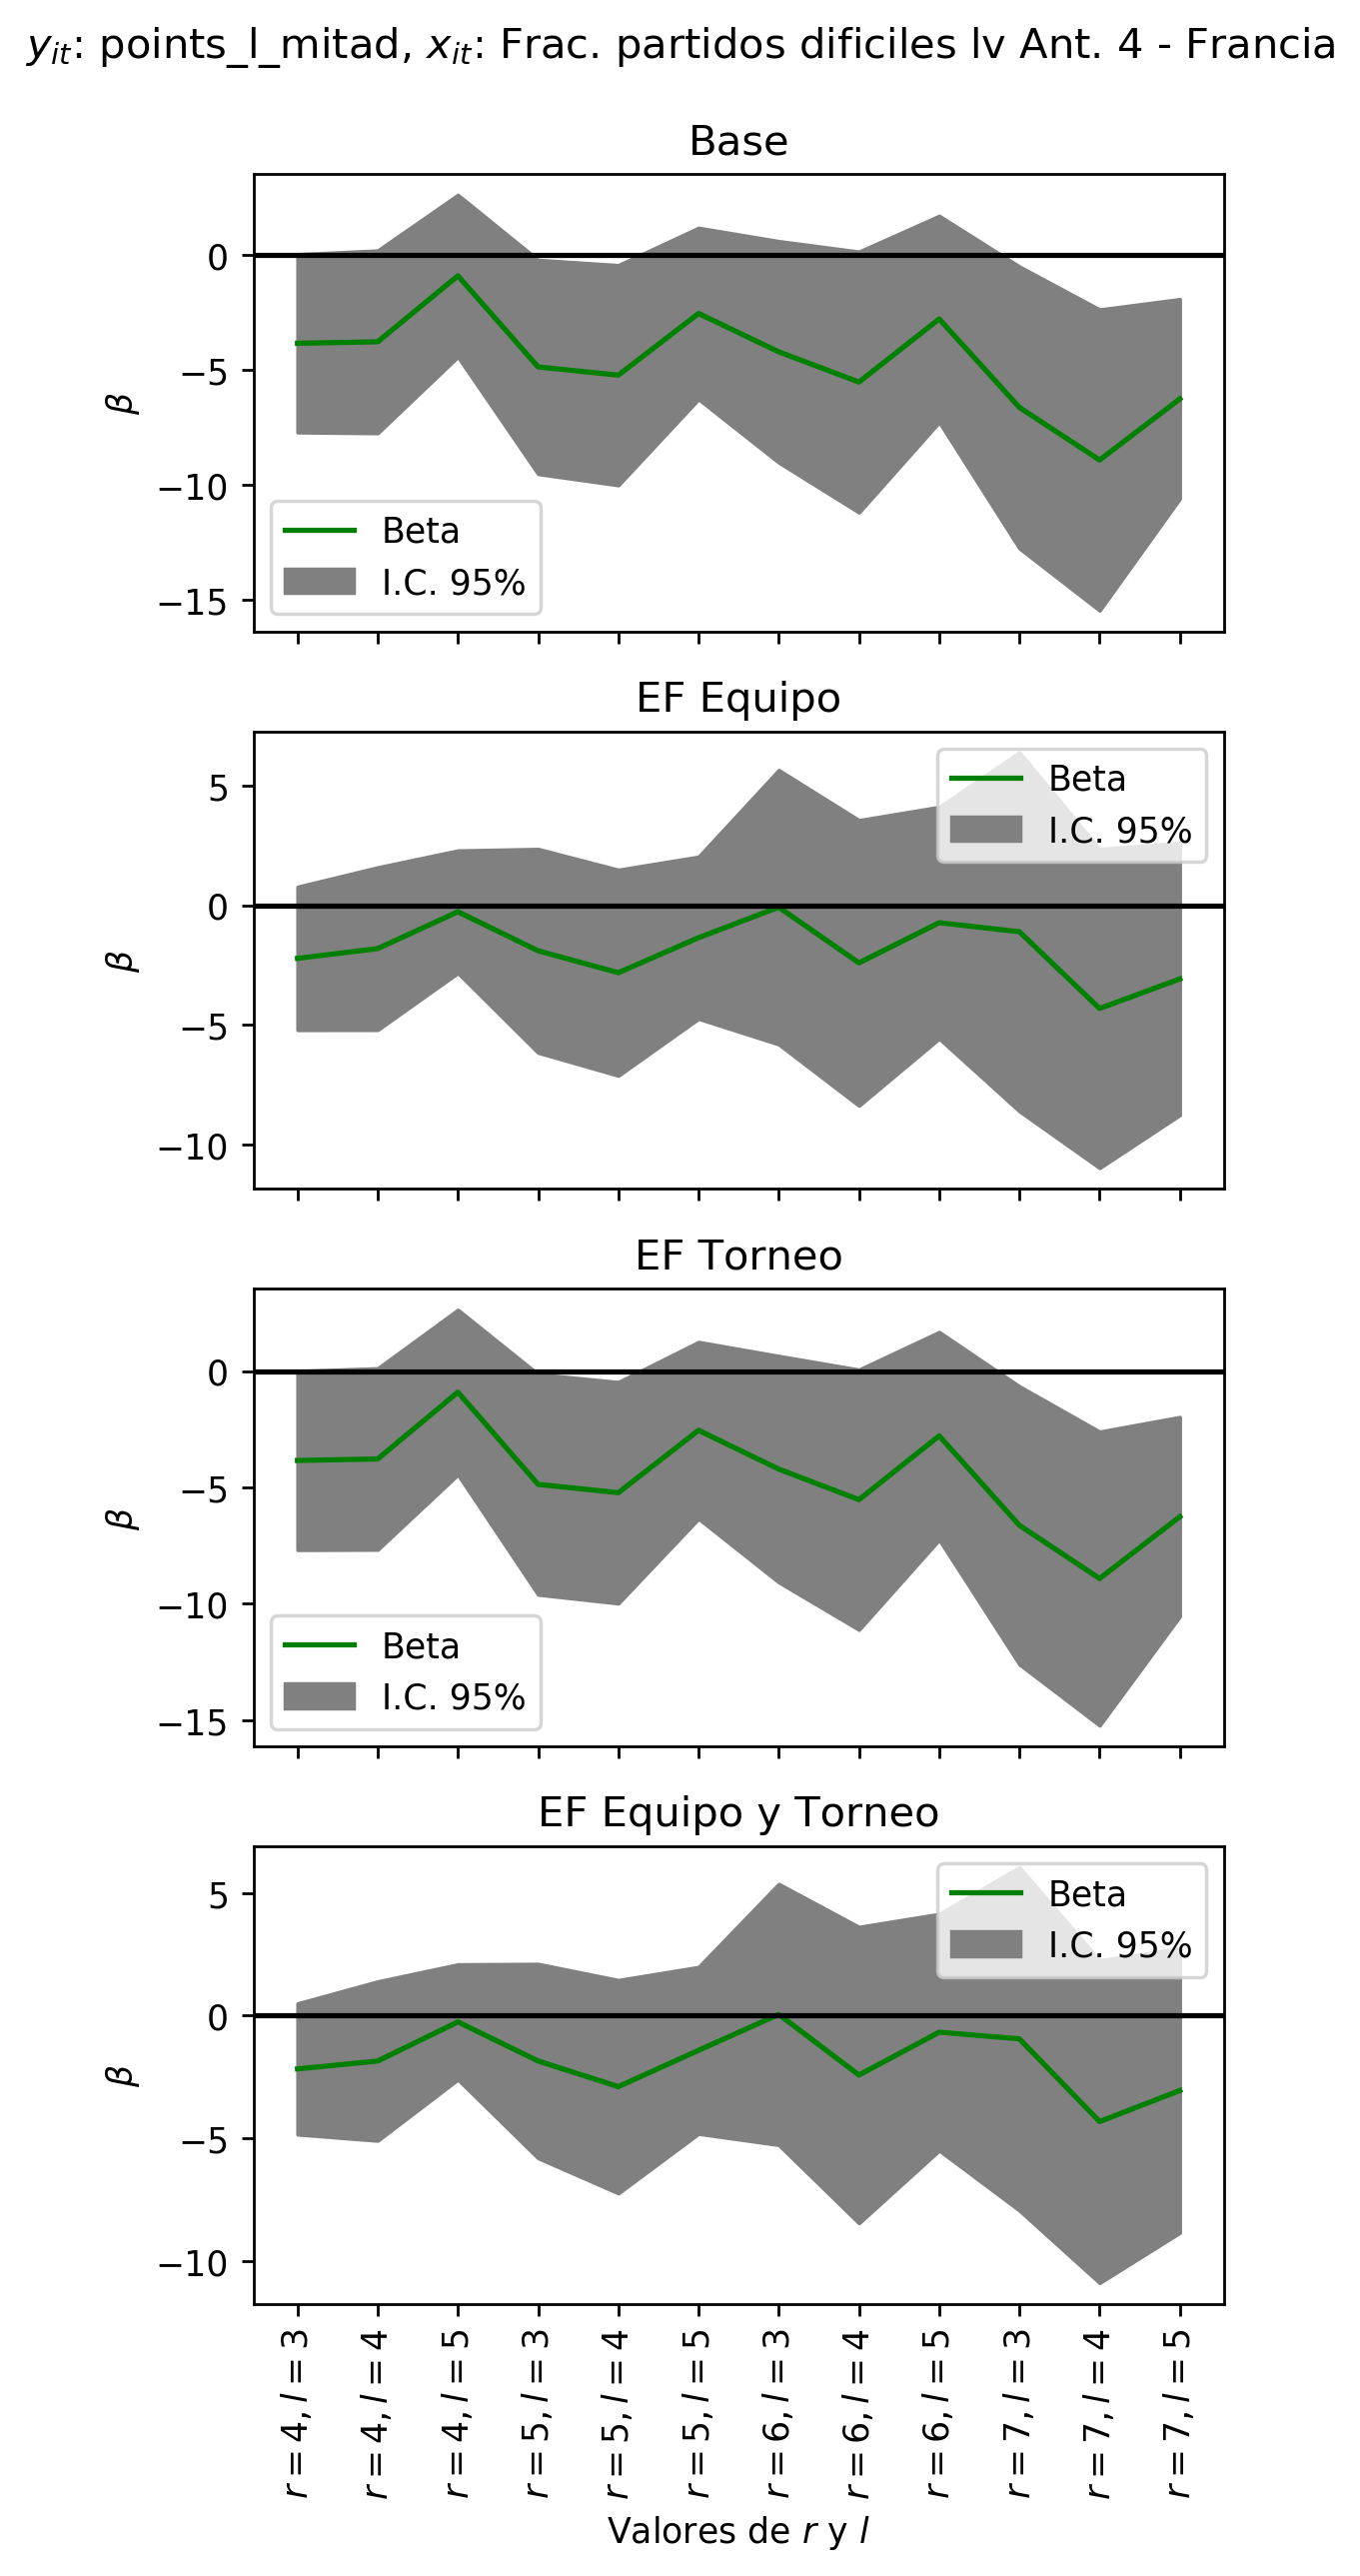 y_it: points_l_mitad, x_it: Frac. partidos dificiles lv Ant. 4 - Francia
Base
0
−5
−10
−15
β
Beta
I.C. 95%
EF Equipo
5
0
−5
−10
β
Beta
I.C. 95%
EF Torneo
0
−5
−10
−15
β
Beta
I.C. 95%
EF Equipo y Torneo
5
0
−5
−10
β
Beta
I.C. 95%
r = 4, l = 3
r = 4, l = 4
r = 4, l = 5
r = 5, l = 3
r = 5, l = 4
r = 5, l = 5
r = 6, l = 3
r = 6, l = 4
r = 6, l = 5
r = 7, l = 3
r = 7, l = 4
r = 7, l = 5
Valores de r y l